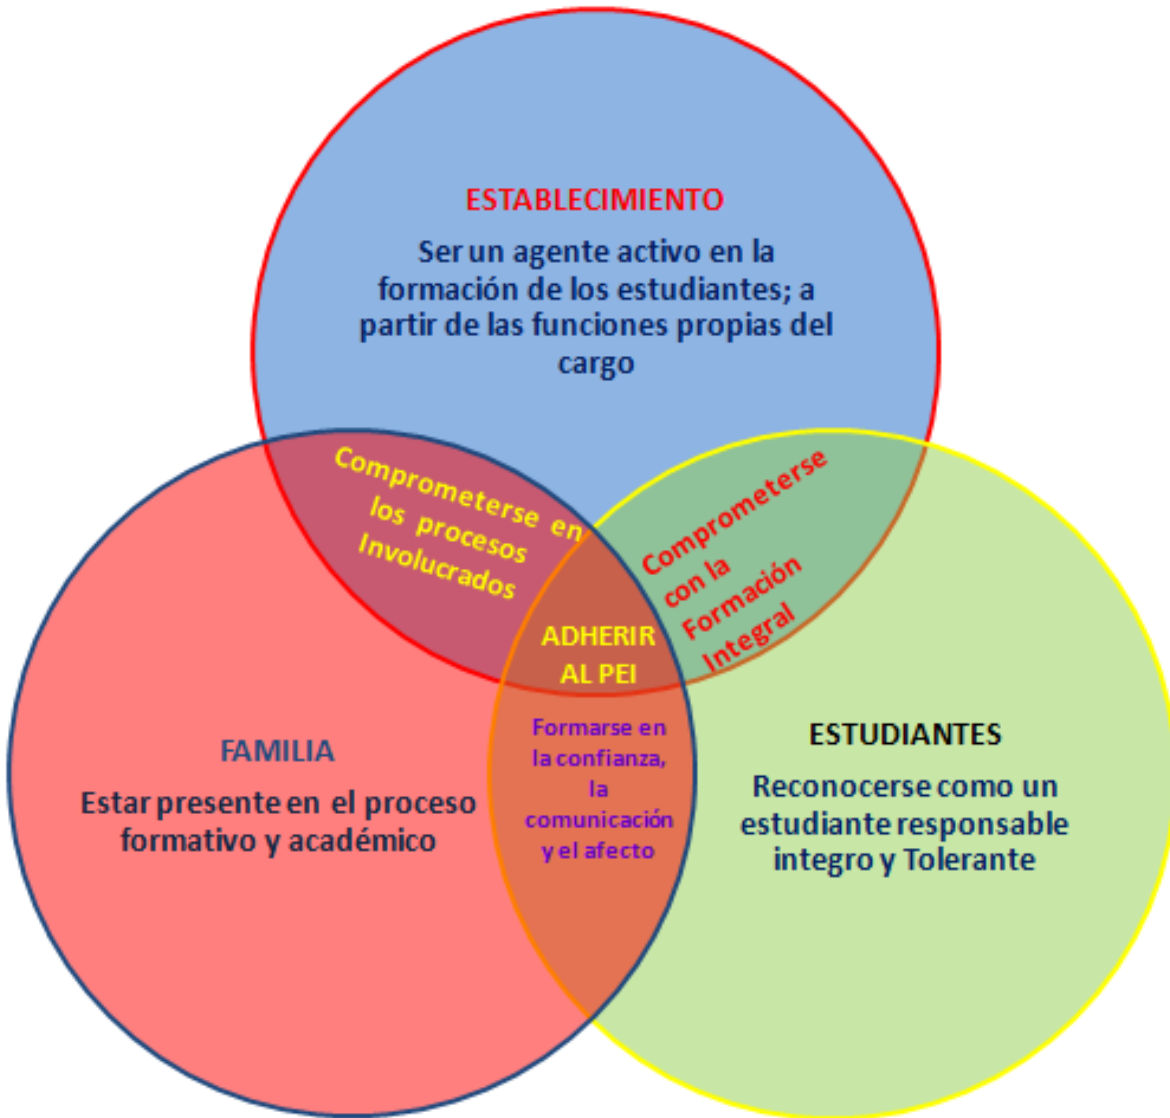 ESTABLECIMIENTO
Ser un agente activo en la
formación de los estudiantes; a
partir de las funciones propias del
cargo
Comprometerse en
los procesos
Involucrados
Comprometerse
con la
Formación
Integral
ADHERIR
AL PEI
Formarse en
la confianza,
la
comunicación
y el afecto
FAMILIA
Estar presente en el proceso
formativo y académico
ESTUDIANTES
Reconocerse como un
estudiante responsable
integro y Tolerante